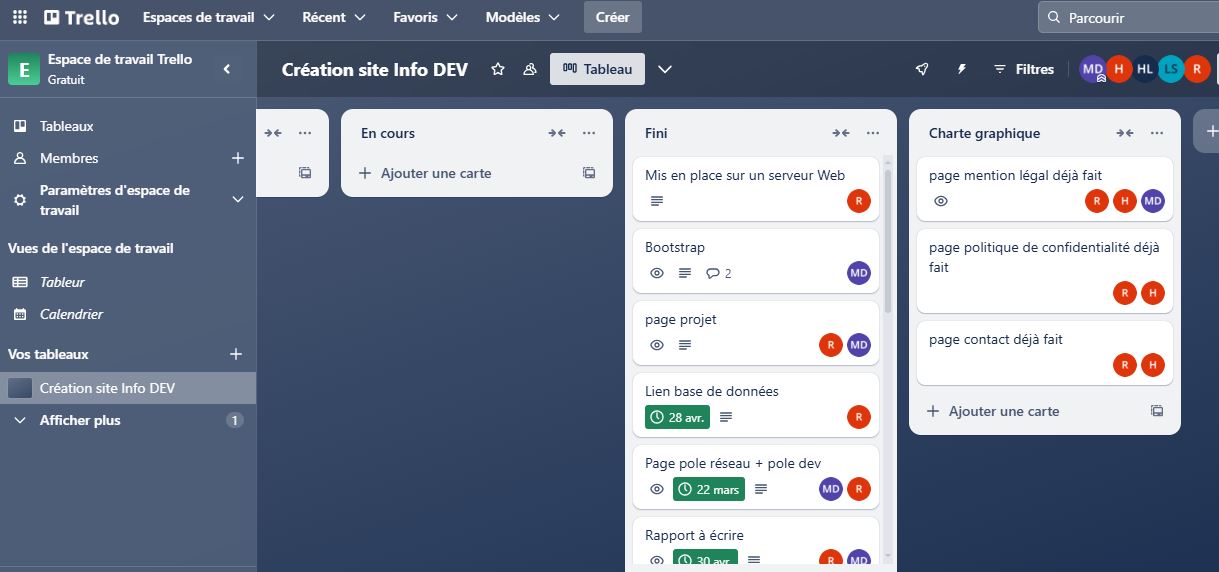 Trello
Espaces de travail
Récent
Favoris
Modèles
Créer
Parcourir
E
Espace de travail Trello
Gratuit
Création site Info DEV
Tableau
Filtres
MD
H
HL
LS
R
Tableaux
Membres
Paramètres d'espace de
travail
Vues de l'espace de travail
Tableur
Calendrier
Vos tableaux
Création site Info DEV
Afficher plus
1
En cours
Ajouter une carte
Fini
Mis en place sur un serveur Web
R
Bootstrap
2
MD
page projet
R
MD
Lien base de données
28 avr.
R
Page pole réseau + pole dev
22 mars
MD
R
Rapport à écrire
30 avr.
R
MD
Charte graphique
page mention légal déjà fait
R
H
MD
page politique de confidentialité déjà
fait
R
H
page contact déjà fait
R
H
Ajouter une carte